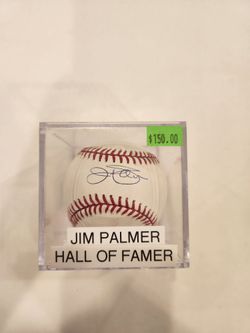 $150.00
JIM PALMER
HALL OF FAMER